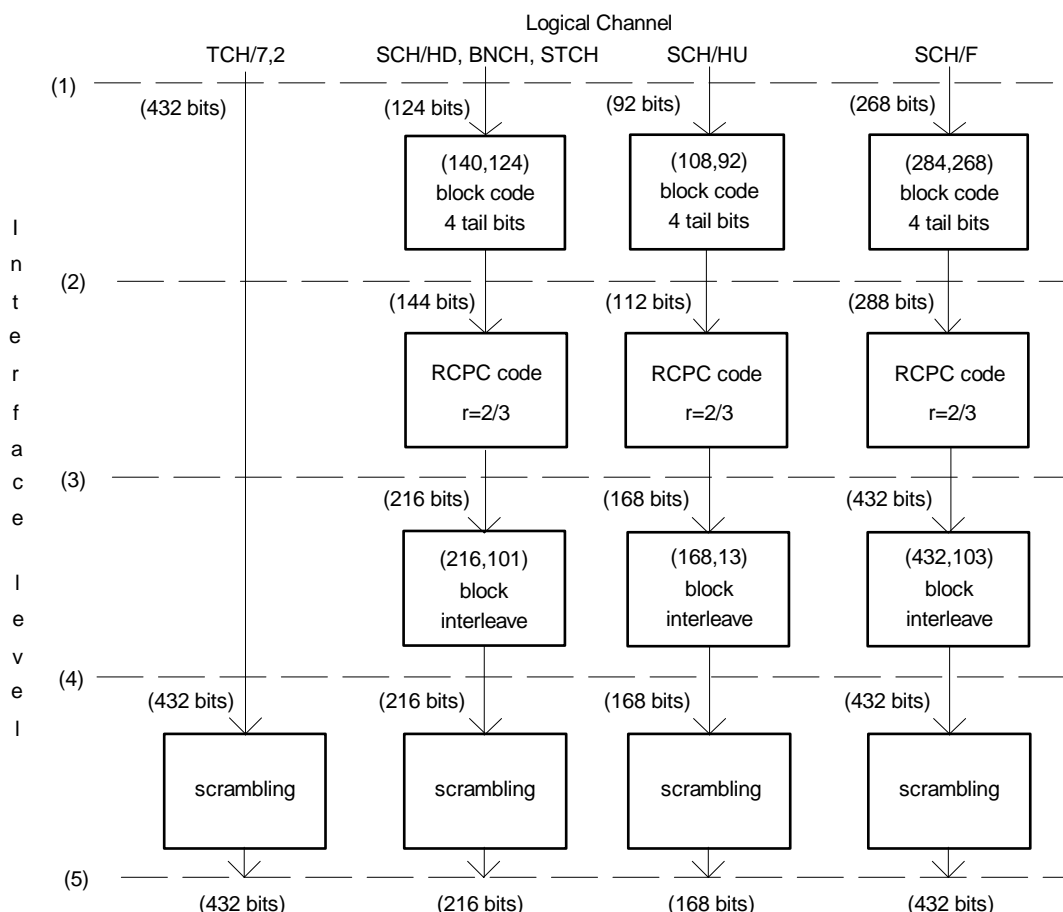 Logical Channel
TCH/7,2 SCH/HD, BNCH, STCH SCH/HU SCH/F
(1)
(432 bits) (124 bits) (92 bits) (268 bits)
(140,124) (108,92) (284,268)
block code block code block code
4 tail bits 4 tail bits 4 tail bits
(2)
(144 bits) (112 bits) (288 bits)
RCPC code RCPC code RCPC code
r=2/3 r=2/3 r=2/3
(3)
(216 bits) (168 bits) (432 bits)
(216,101) (168,13) (432,103)
block block block
interleave interleave interleave
(4)
(432 bits) (216 bits) (168 bits) (432 bits)
scrambling scrambling scrambling scrambling
(5)
(432 bits) (216 bits) (168 bits) (432 bits)
Interface level